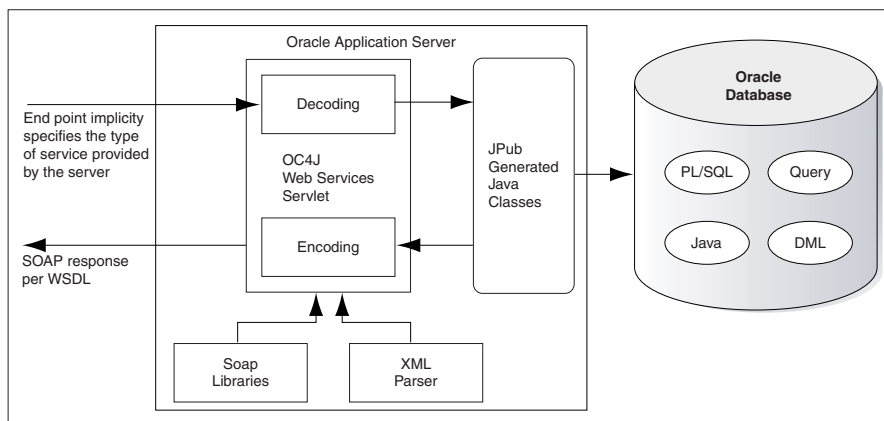 Oracle Application Server
Oracle
Database
End point implicity
specifies the type
of service provided
by the server
Decoding
OC4J
Web Services
Servlet
JPub
Generated
Java
Classes
PL/SQL
Query
Encoding
Java
DML
SOAP response
per WSDL
Soap
Libraries
XML
Parser